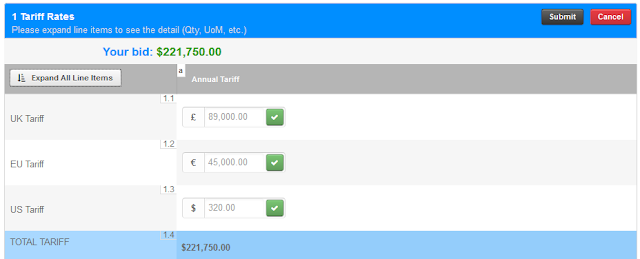 1 Tariff Rates
Please expand line items to see the detail (Qty, UoM, etc.)
Submit
Cancel
Your bid: $221,750.00
Expand All Line Items
a
Annual Tariff
1.1
UK Tariff
£ 89,000.00
1.2
EU Tariff
€ 45,000.00
1.3
US Tariff
$ 320.00
1.4
TOTAL TARIFF
$221,750.00